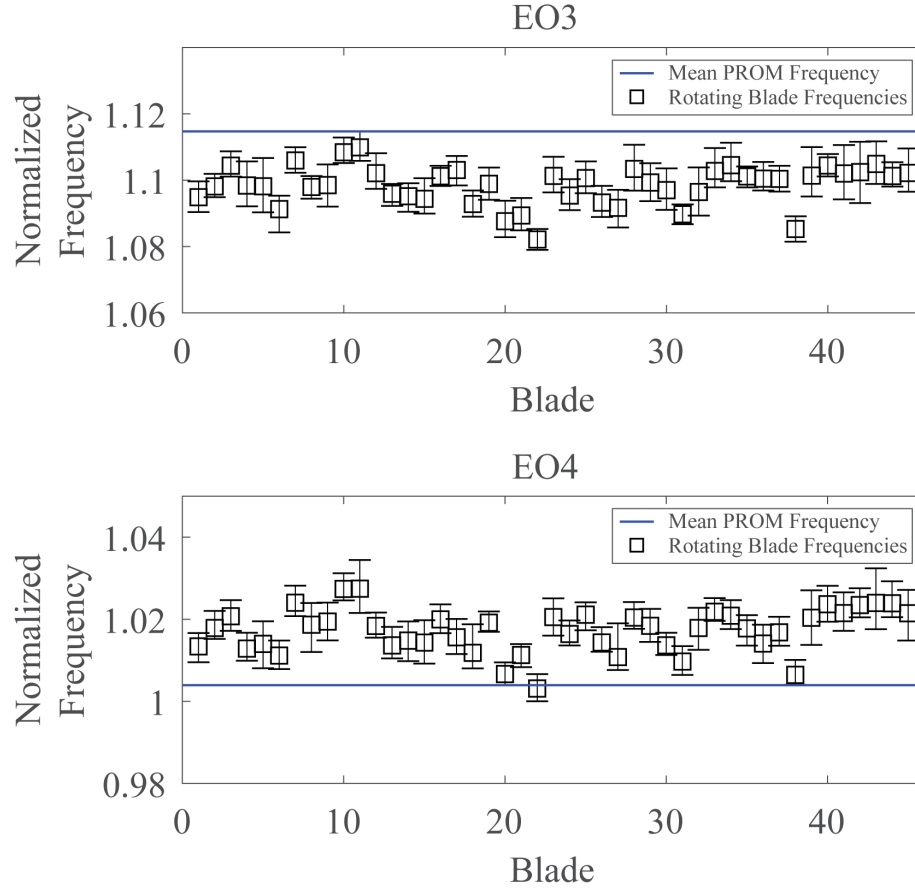 EO3
Normalized
Frequency
1.12
1.1
1.08
1.06
Mean PROM Frequency
Rotating Blade Frequencies
0 10 20 30 40
Blade
EO4
Normalized
Frequency
1.04
1.02
1
0.98
Mean PROM Frequency
Rotating Blade Frequencies
0 10 20 30 40
Blade